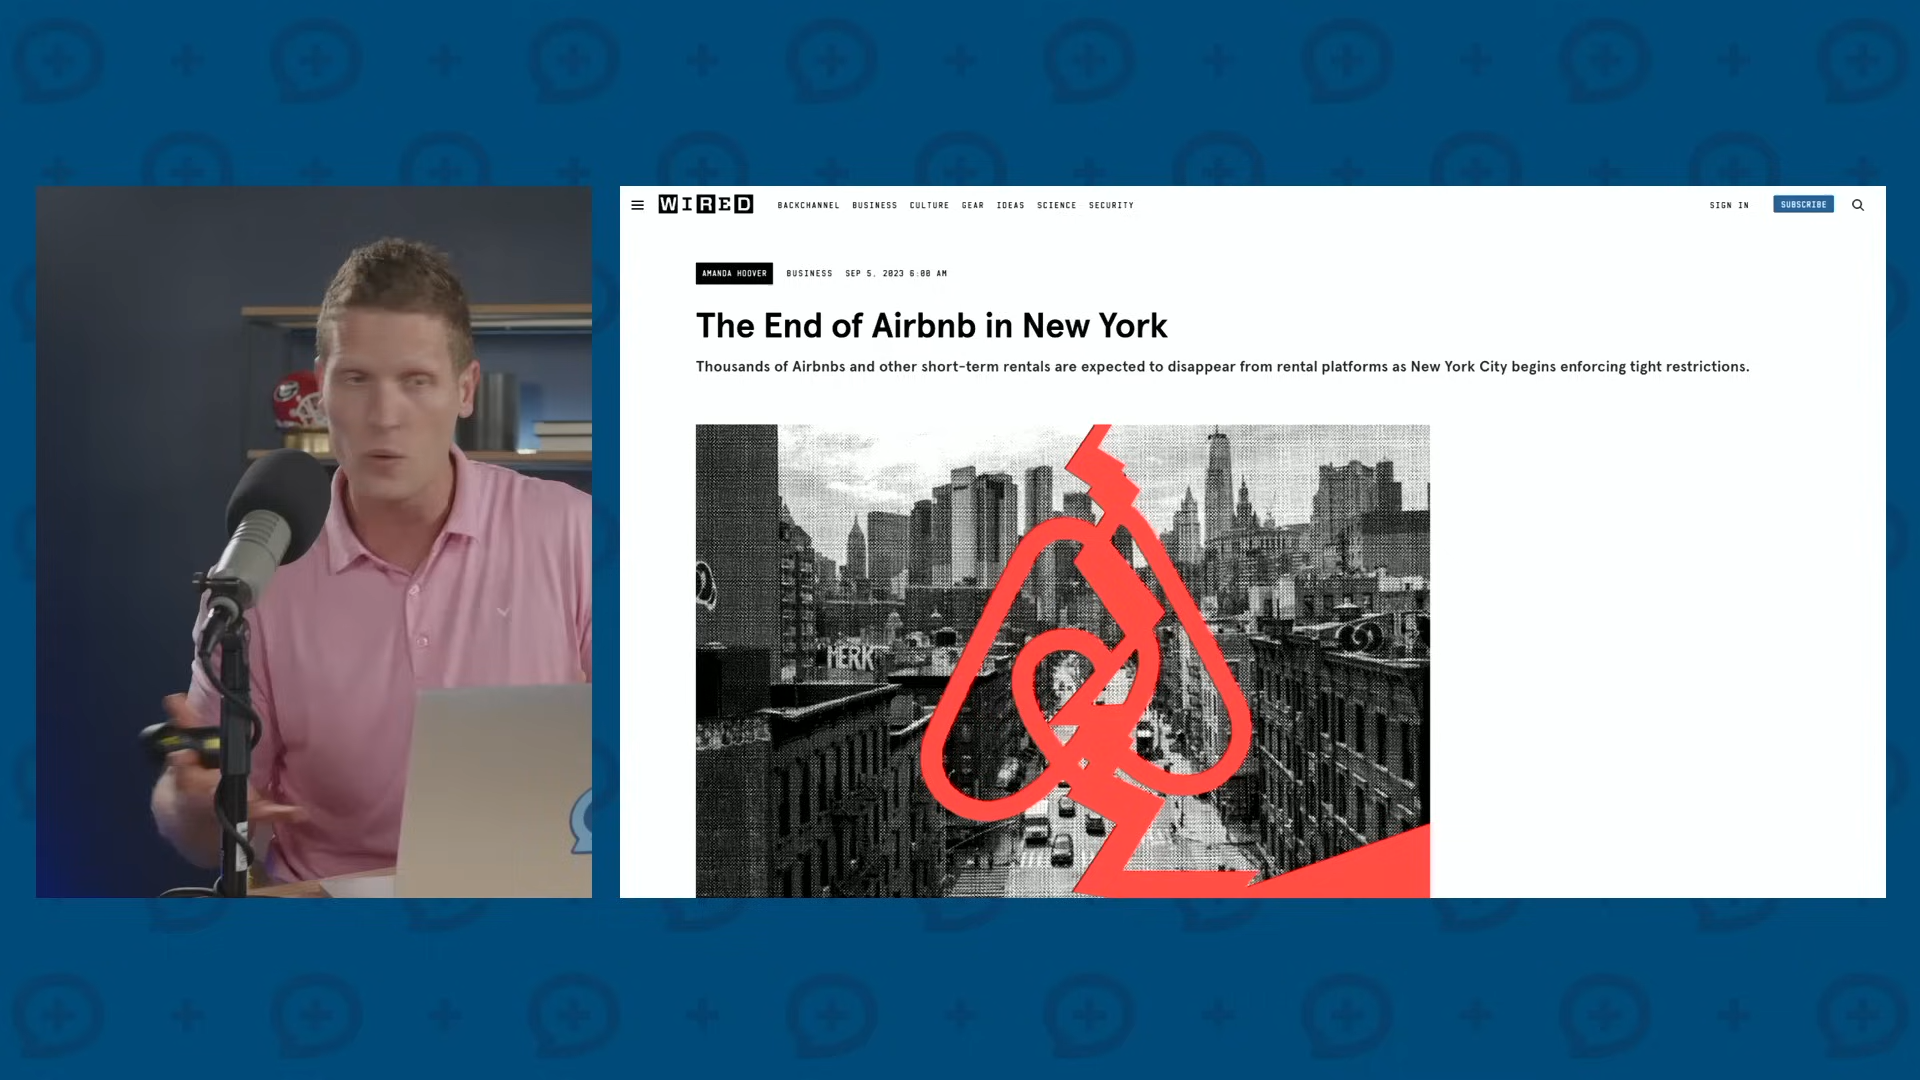 WIRED
BACKCHANNEL BUSINESS CULTURE GEAR IDEAS SCIENCE SECURITY
SIGN IN
SUBSCRIBE
AMANDA HOOVER
BUSINESS
SEP 5, 2023 6:00 AM
The End of Airbnb in New York
Thousands of Airbnbs and other short-term rentals are expected to disappear from rental platforms as New York City begins enforcing tight restrictions.
MERK